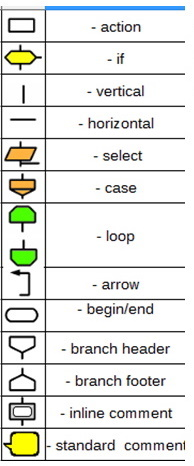 - action
- if
- vertical
- horizontal
- select
- case
- loop
- arrow
- begin/end
- branch header
- branch footer
- inline comment
- standard comment